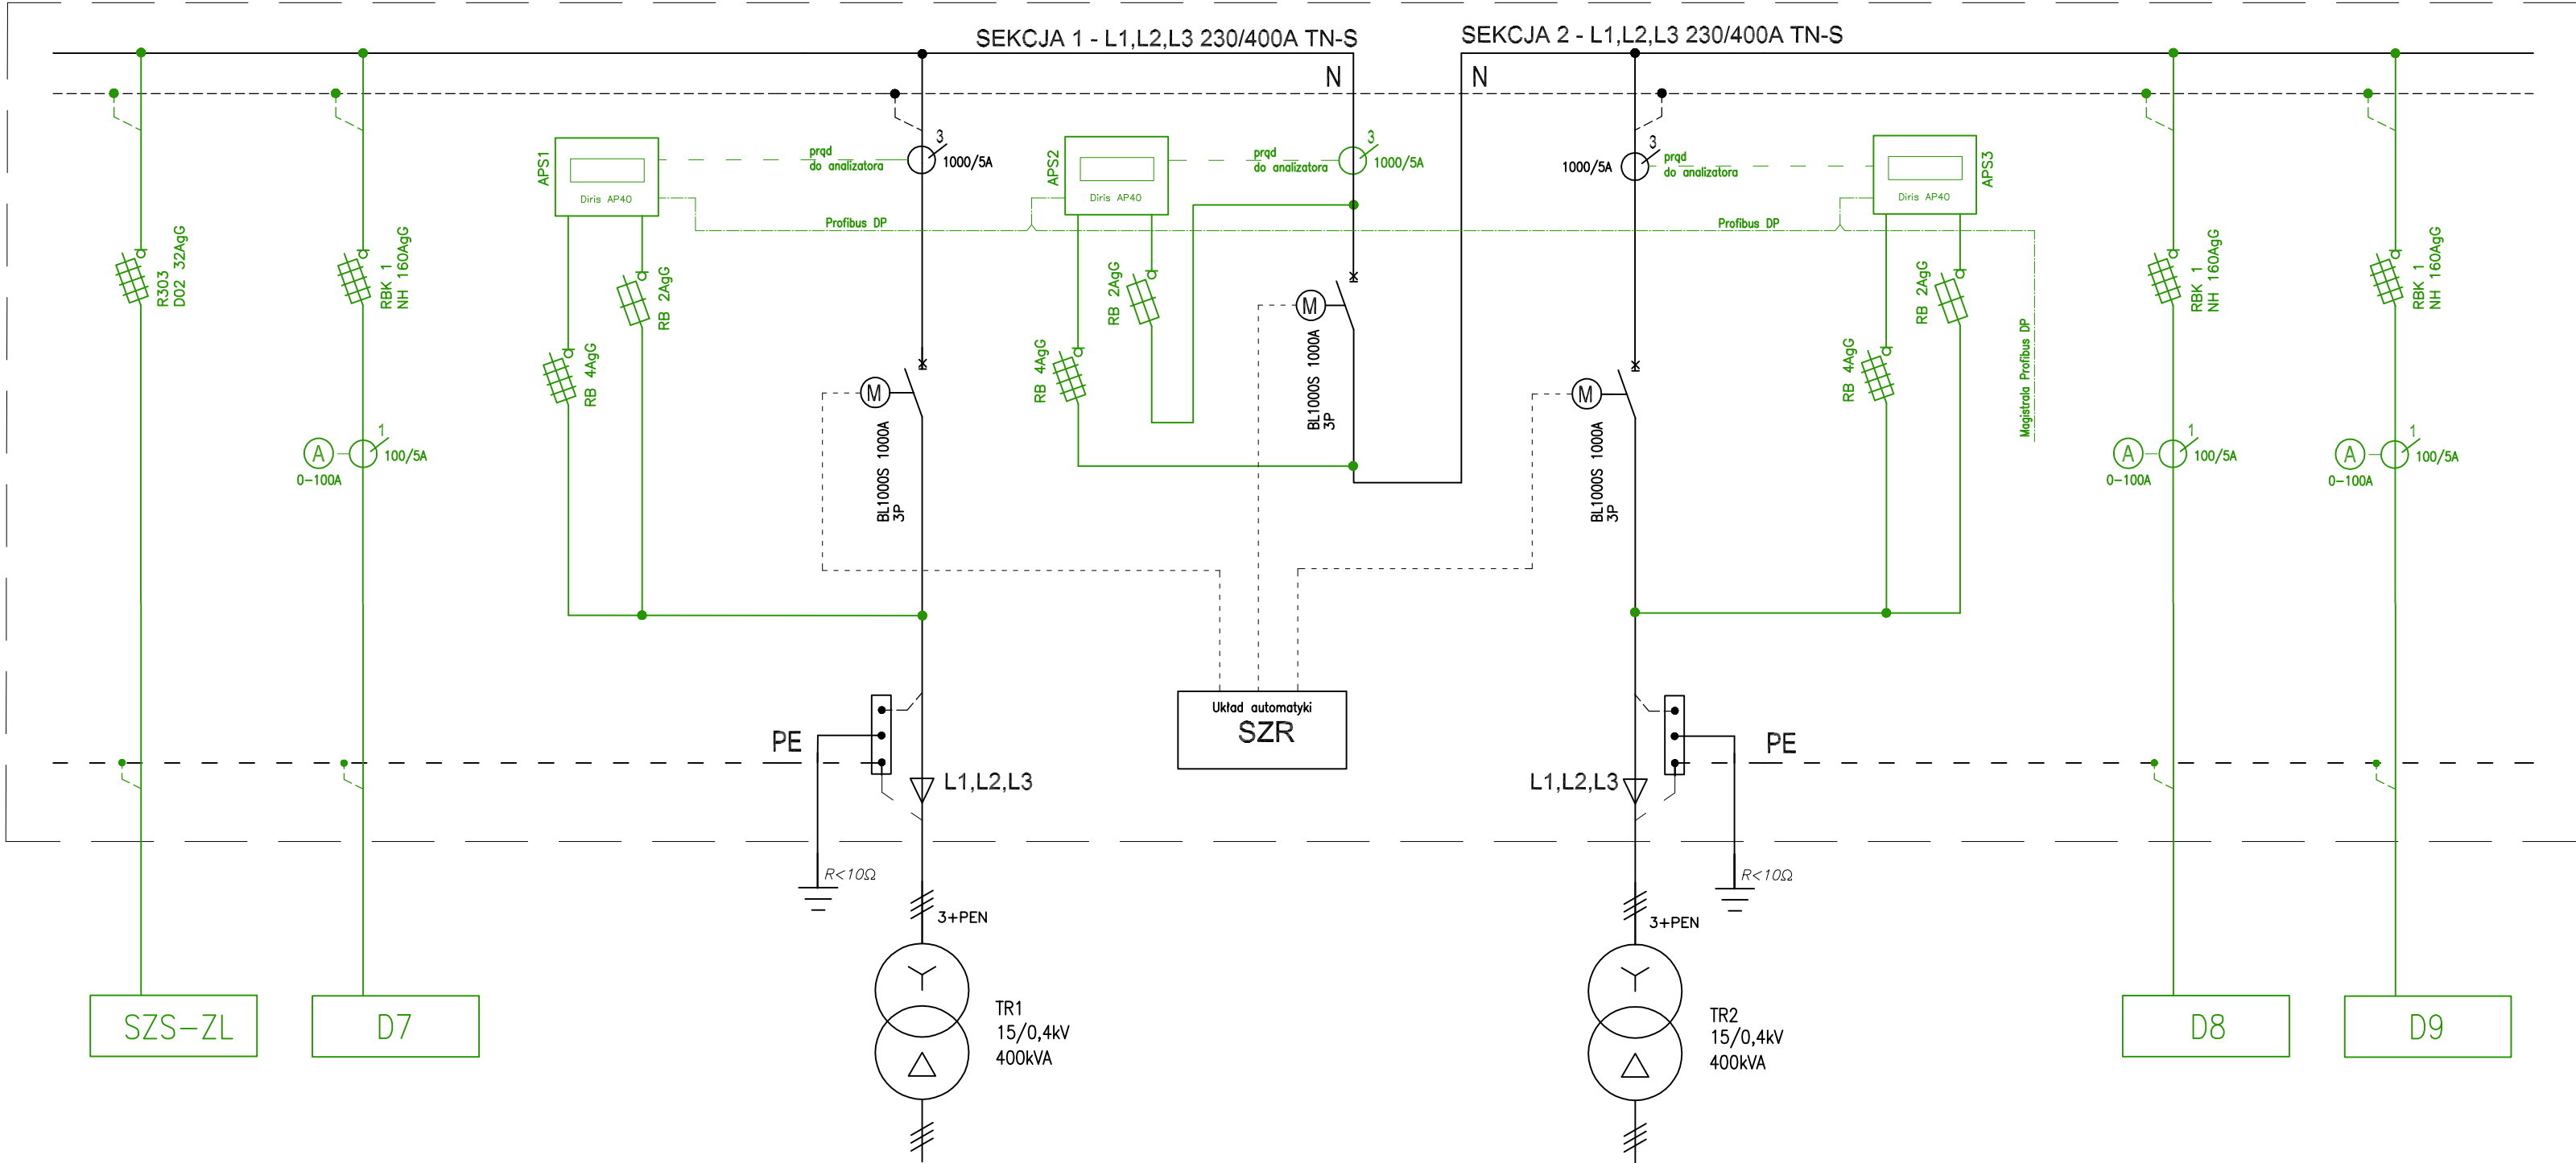 SEKCJA 1 - L1,L2,L3 230/400A TN-S
SEKCJA 2 - L1,L2,L3 230/400A TN-S
N
N
R303
D02 32AgG
RBK 1
NH 160AgG
A
0-100A
1
100/5A
APS1
Diris AP40
prąd
do analizatora
3
1000/5A
Profibus DP
RB 4AgG
RB 2AgG
M
BL1000S 1000A
3P
APS2
Diris AP40
prąd
do analizatora
3
1000/5A
RB 4AgG
RB 2AgG
M
BL1000S 1000A
3P
3
1000/5A
prąd
do analizatora
APS3
Diris AP40
Profibus DP
M
BL1000S 1000A
3P
RB 4AgG
RB 2AgG
Magistrala Profibus DP
RBK 1
NH 160AgG
A
0-100A
1
100/5A
RBK 1
NH 160AgG
A
0-100A
1
100/5A
PE
L1,L2,L3
Układ automatyki
SZR
L1,L2,L3
PE
R<10Ω
3+PEN
R<10Ω
3+PEN
SZS-ZL
D7
TR1
15/0,4kV
400kVA
TR2
15/0,4kV
400kVA
D8
D9